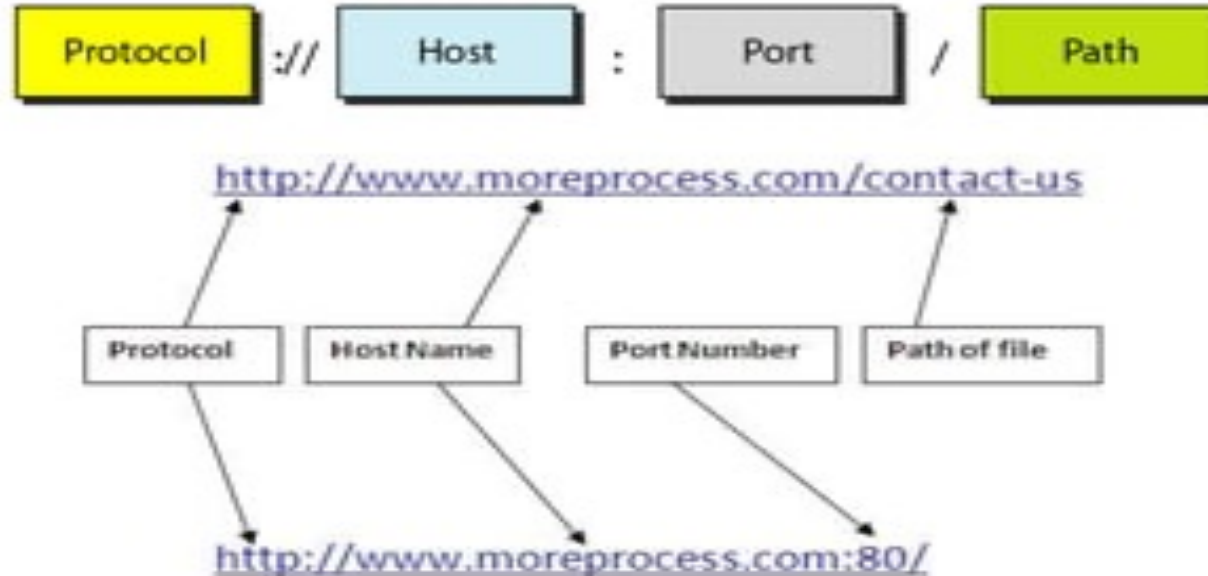 Protocol :// Host : Port / Path
http://www.moreprocess.com/contact-us
Protocol Host Name Port Number Path of file
http://www.moreprocess.com:80/